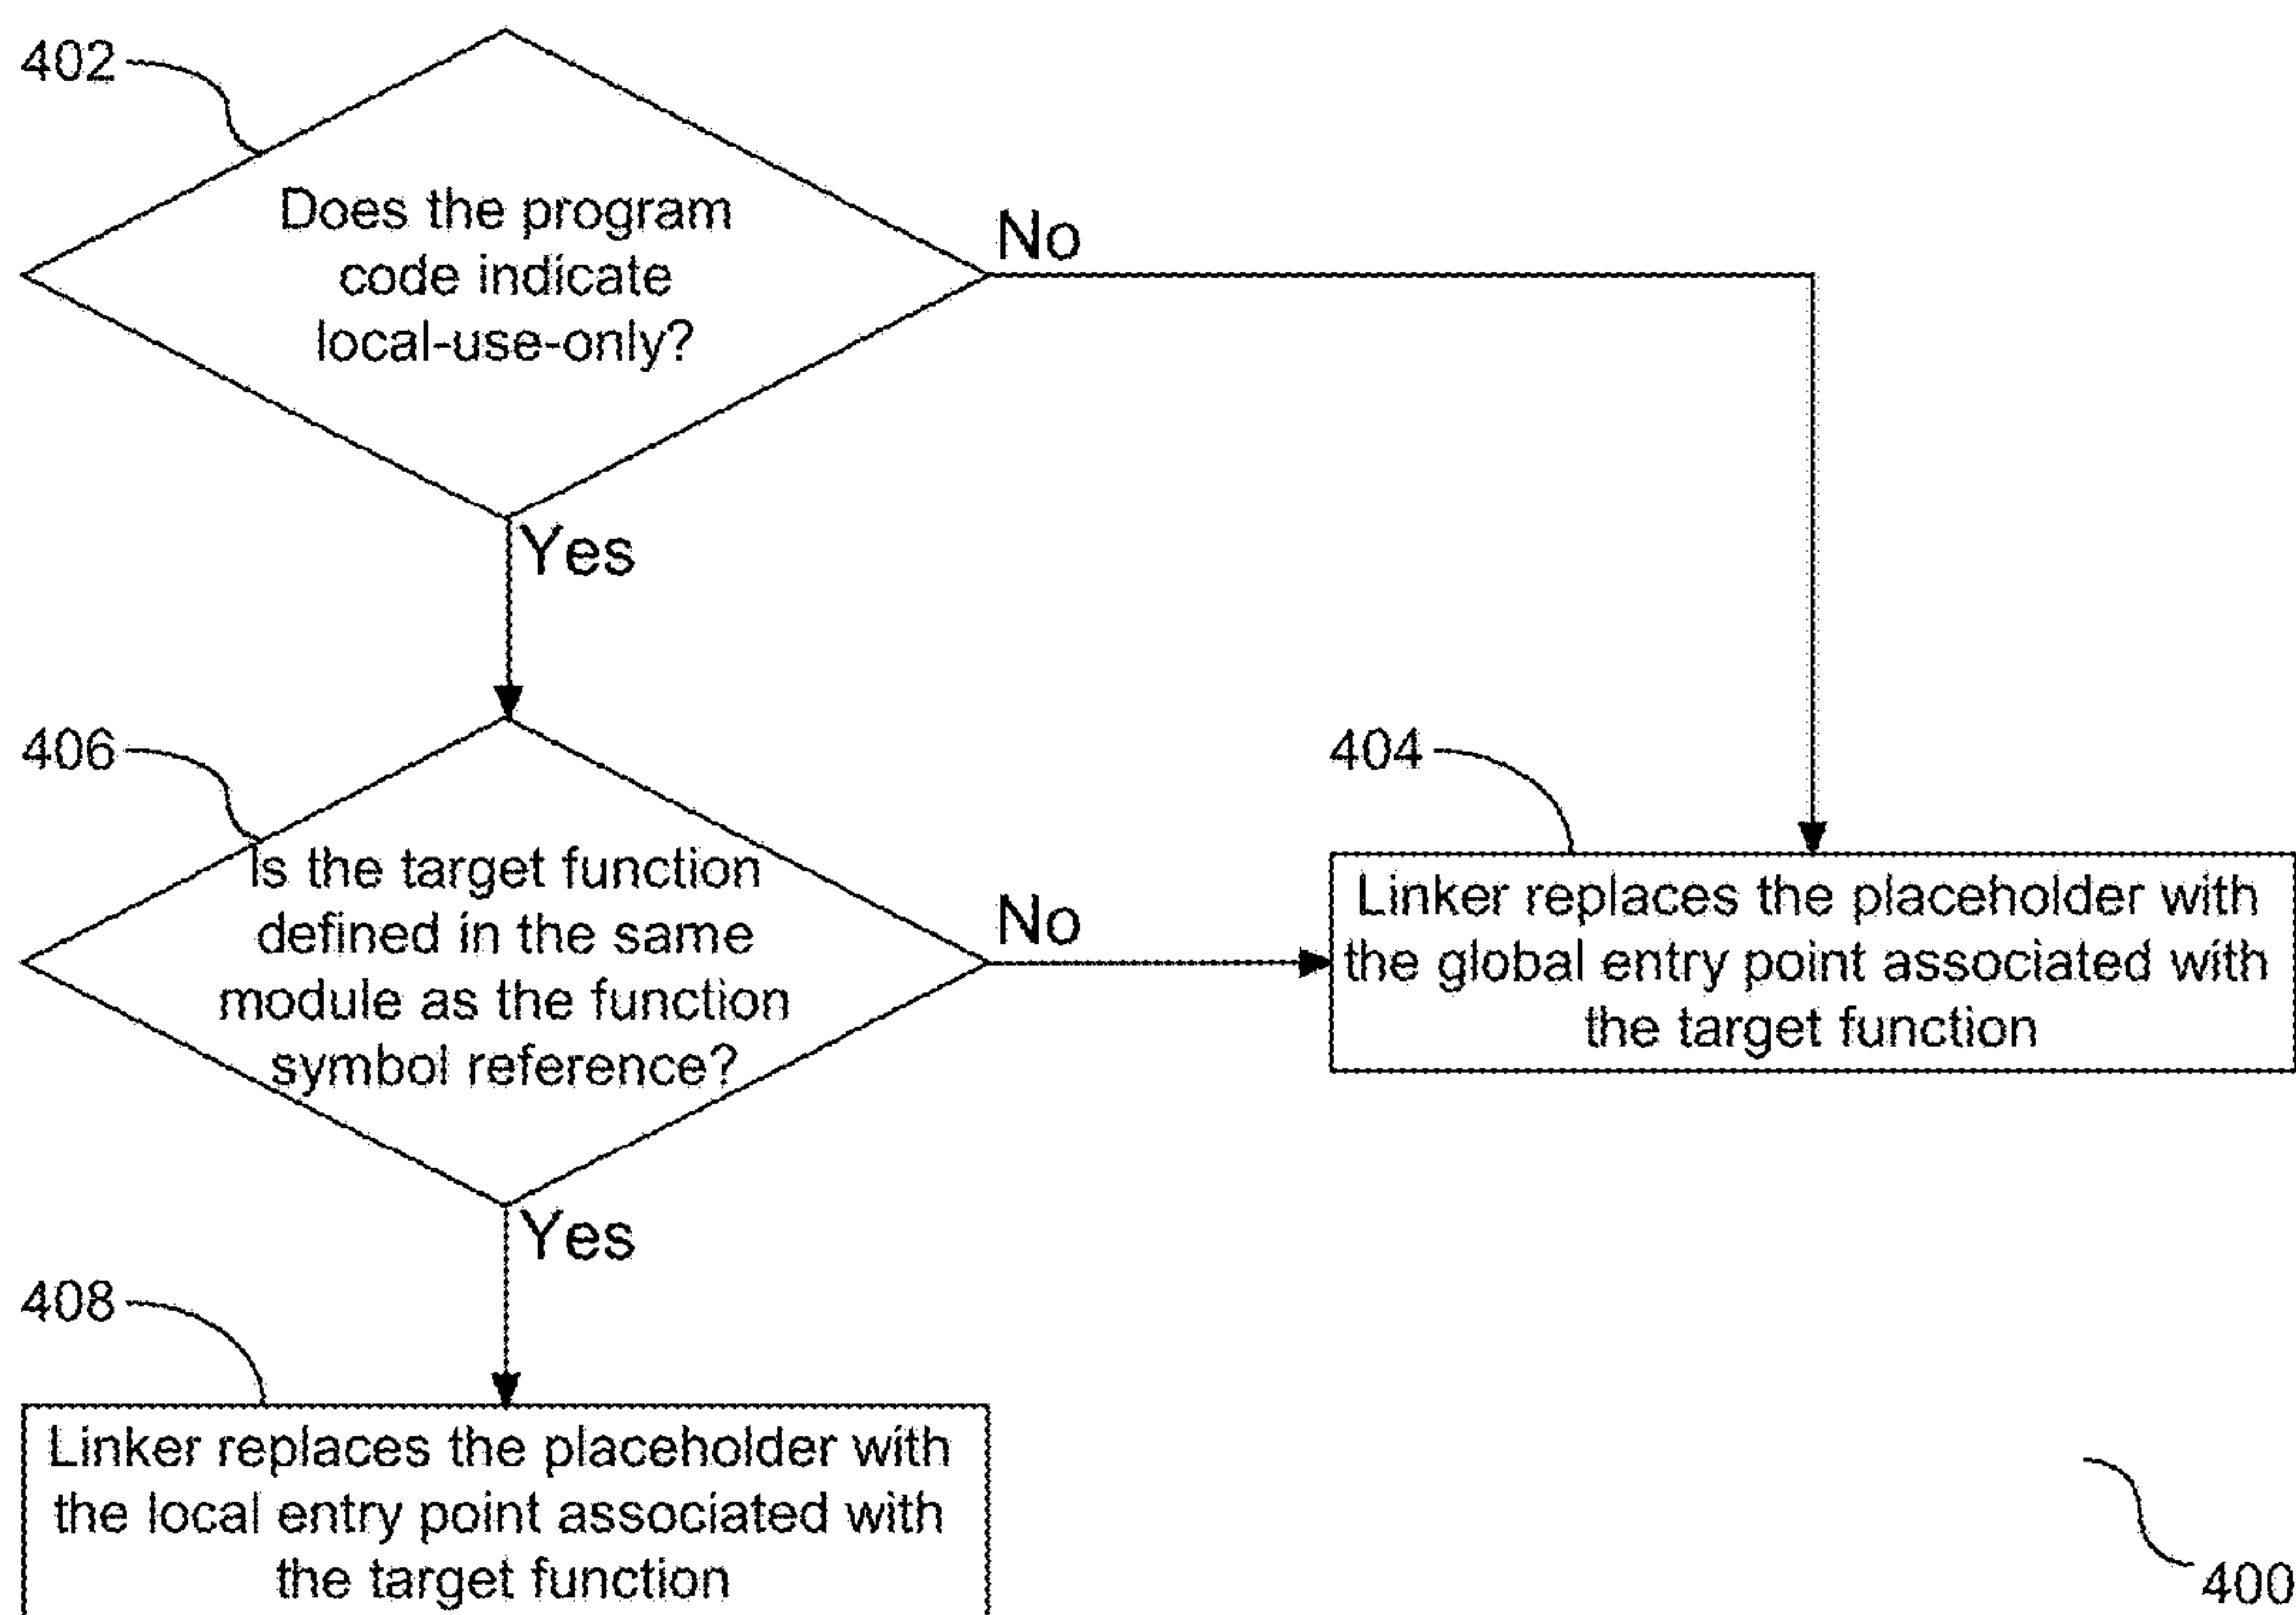 402
Does the program
code indicate
local-use-only?
No
Yes
406
Is the target function
defined in the same
module as the function
symbol reference?
No
404
Linker replaces the placeholder with
the global entry point associated with
the target function
Yes
408
Linker replaces the placeholder with
the local entry point associated with
the target function
400